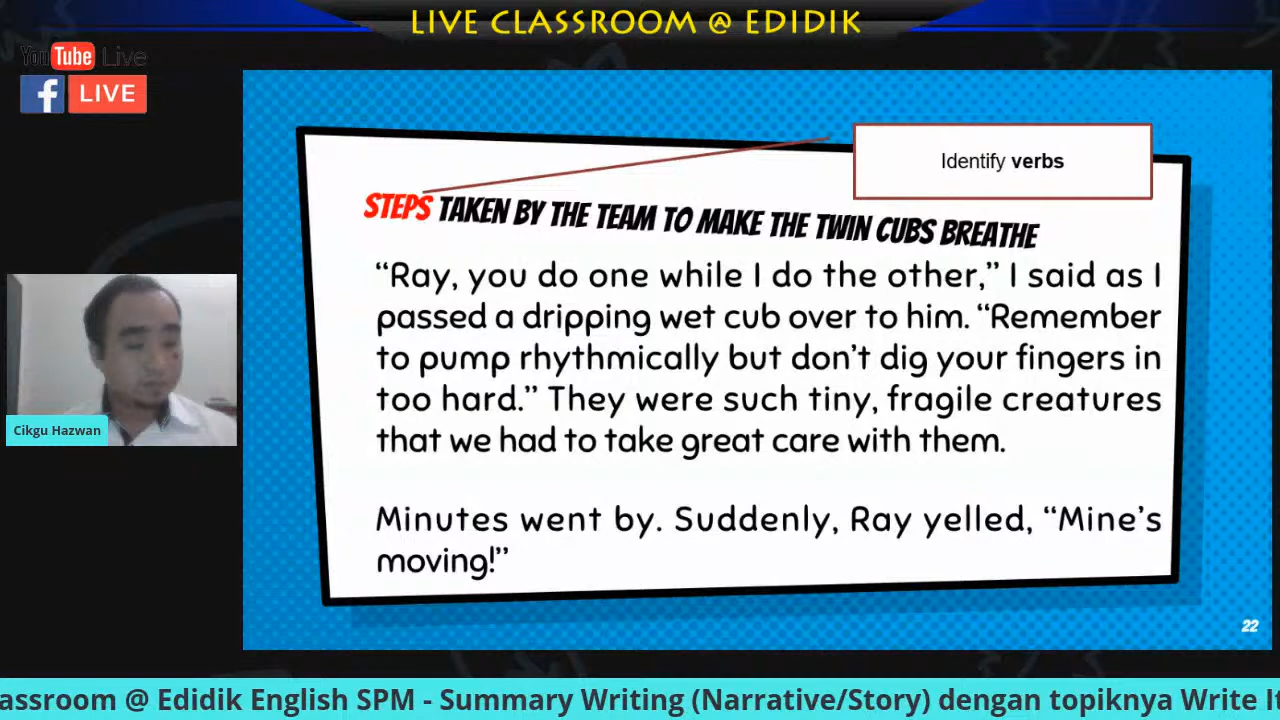 LIVE CLASSROOM @ EDIDIK
YouTube Live
f LIVE
Identify verbs
STEPS TAKEN BY THE TEAM TO MAKE THE TWIN CUBS BREATHE
“Ray, you do one while I do the other,” I said as I
passed a dripping wet cub over to him. “Remember
to pump rhythmically but don’t dig your fingers in
too hard.” They were such tiny, fragile creatures
that we had to take great care with them.
Minutes went by. Suddenly, Ray yelled, “Mine’s
moving!”
Cikgu Hazwan
22
assroom @ Edidik English SPM - Summary Writing (Narrative/Story) dengan topiknya Write It